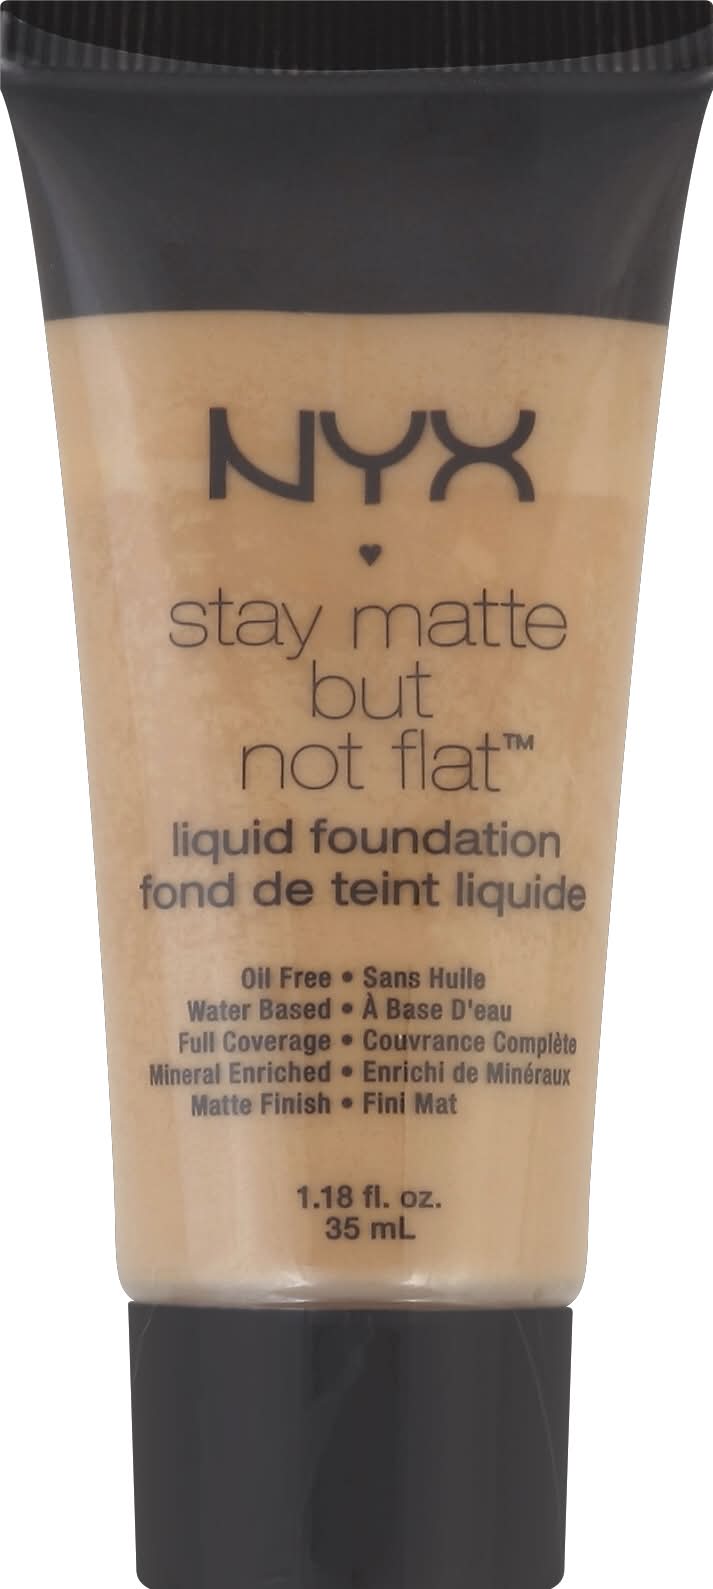 NYX
stay matte
but
not flat™
liquid foundation
fond de teint liquide
Oil Free • Sans Huile
Water Based • À Base D'eau
Full Coverage • Couvrance Complète
Mineral Enriched • Enrichi de Minéraux
Matte Finish • Fini Mat
1.18 fl. oz.
35 mL